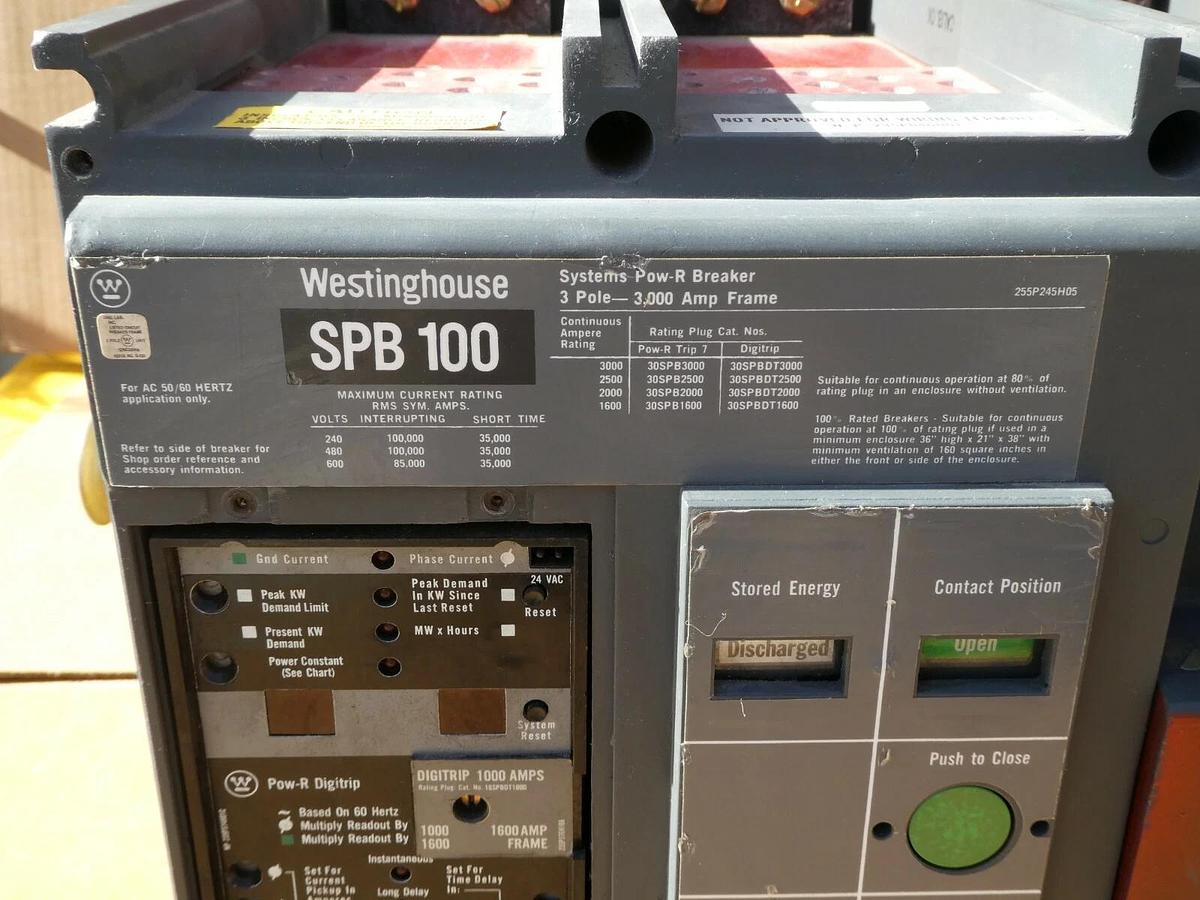 CALIB OK
NOT APPROVED FOR
W
Westinghouse
SPB 100
Systems Pow-R Breaker
3 Pole— 3,000 Amp Frame
255P245H05
Continuous
Ampere
Rating
Rating Plug Cat. Nos.
Pow-R Trip 7 Digitrip
3000 30SPB3000 30SPBDT3000
2500 30SPB2500 30SPBDT2500
2000 30SPB2000 30SPBDT2000
1600 30SPB1600 30SPBDT1600
For AC 50/60 HERTZ
application only.
MAXIMUM CURRENT RATING
RMS SYM. AMPS.
VOLTS INTERRUPTING SHORT TIME
240 100,000 35,000
480 100,000 35,000
600 85,000 35,000
Refer to side of breaker for
Shop order reference and
accessory information.
Suitable for continuous operation at 80% of
rating plug in an enclosure without ventilation.
100% Rated Breakers - Suitable for continuous
operation at 100% of rating plug if used in a
minimum enclosure 36" high x 21" x 38" with
minimum ventilation of 160 square inches in
either the front or side of the enclosure.
Gnd Current
Phase Current
24 VAC
Peak KW
Demand Limit
Peak Demand
In KW Since
Last Reset
Reset
Present KW
Demand
MW x Hours
Power Constant
(See Chart)
System
Reset
W
Pow-R Digitrip
~ Based On 60 Hertz
Multiply Readout By
Multiply Readout By
DIGITRIP 1000 AMPS
Rating Plug Cat. No. 16SPBDT1000
1000 1600 AMP
1600 FRAME
Instantaneous
Set For
Current
Pickup In
Amperes
Long Delay
Set For
Time Delay
In:
Stored Energy
Discharged
Contact Position
Open
Push to Close